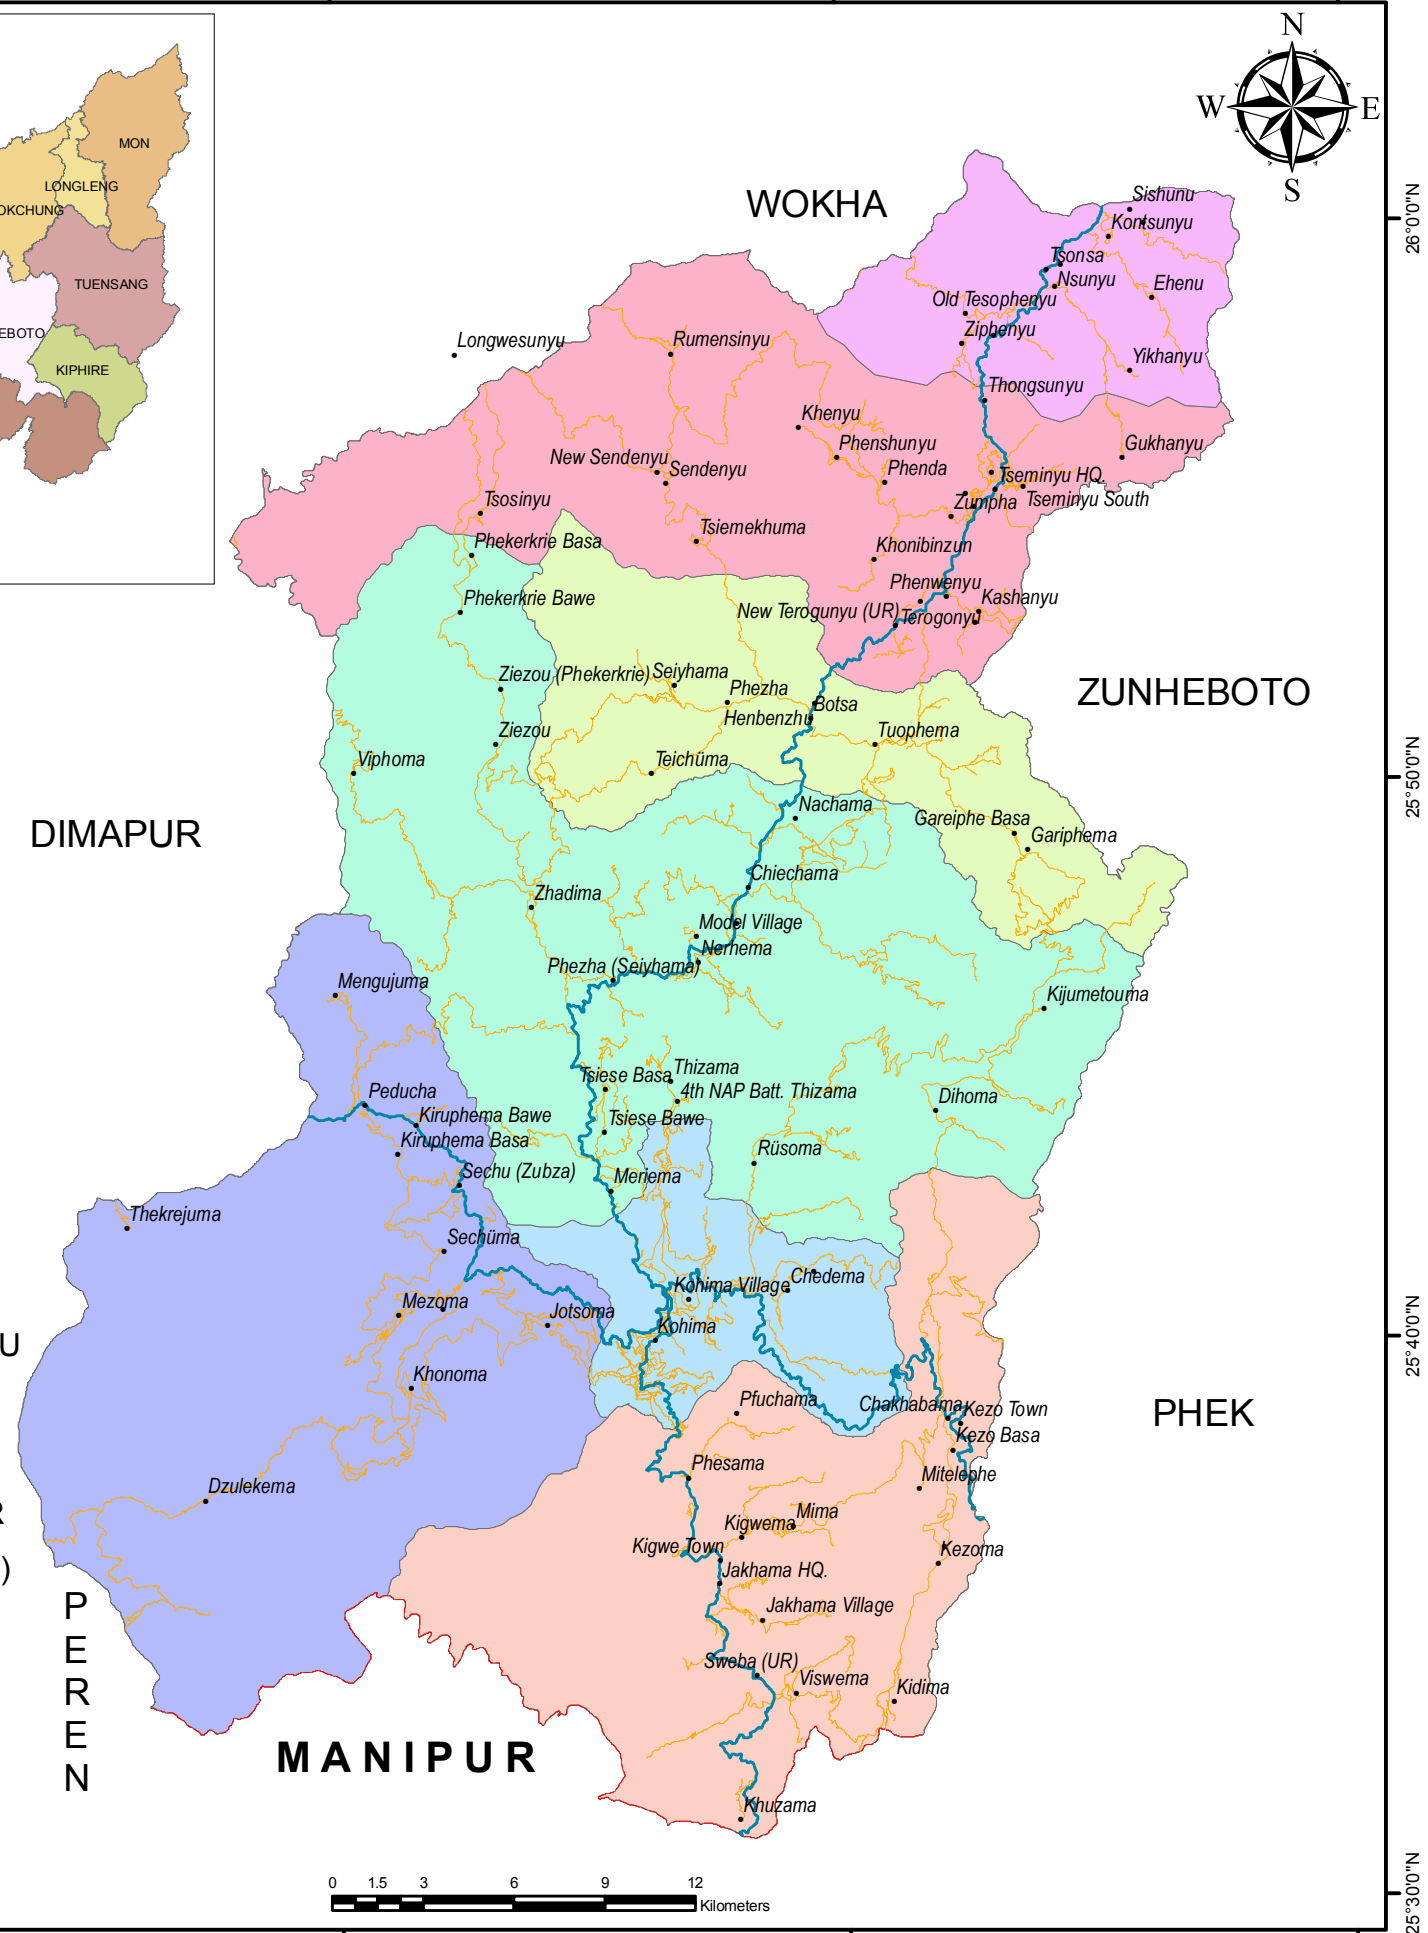 N
W
E
S
MON
LONGLENG
OKCHUNG
TUENSANG
EBOTO
KIPHIRE
WOKHA
26°0'0"N
Sishunu
Kontsunyu
Tsonsa
Nsunyu
Ehenu
Old Tesophenyu
Ziphenyu
Longwesunyu
Rumensinyu
Yikhanyu
Thongsunyu
Khenyu
Phenshunyu
Gukhanyu
New Sendenyu
Sendenyu
Phenda
Tseminyu HQ.
Tseminyu South
Zumpha
Tsosinyu
Tsiemekhuma
Phekerkrie Basa
Khonibinzun
Phekerkrie Bawe
Phenwenyu
Kashanyu
New Terogunyu (UR)
Terogonyu
Ziezou (Phekerkrie)
Seiyhama
Phezha
ZUNHEBOTO
Botsa
Henbenzhu
Ziezou
Tuophema
Viphoma
Teichüma
25°50'0"N
Nachama
Gareiphe Basa
DIMAPUR
Gariphema
Chiechama
Zhadima
Model Village
Nerhema
Phezha (Seiyhama)
Mengujuma
Kijumetouma
Thizama
Tsiese Basa
4th NAP Batt. Thizama
Peducha
Dihoma
Kiruphema Bawe
Tsiese Bawe
Kiruphema Basa
Rüsoma
Sechu (Zubza)
Meriema
Thekrejuma
Sechüma
Kohima Village
Chedema
Mezoma
Jotsoma
Kohima
25°40'0"N
U
Khonoma
Pfuchama
Chakhabama
Kezo Town
PHEK
Kezo Basa
Phesama
Mitelephe
Dzulekema
R
Mima
Kigwema
Kigwe Town
Kezoma
)
Jakhama HQ.
Jakhama Village
P
E
R
E
N
Sweba (UR)
Viswema
Kidima
MANIPUR
Khuzama
0 1.5 3 6 9 12
Kilometers
25°30'0"N